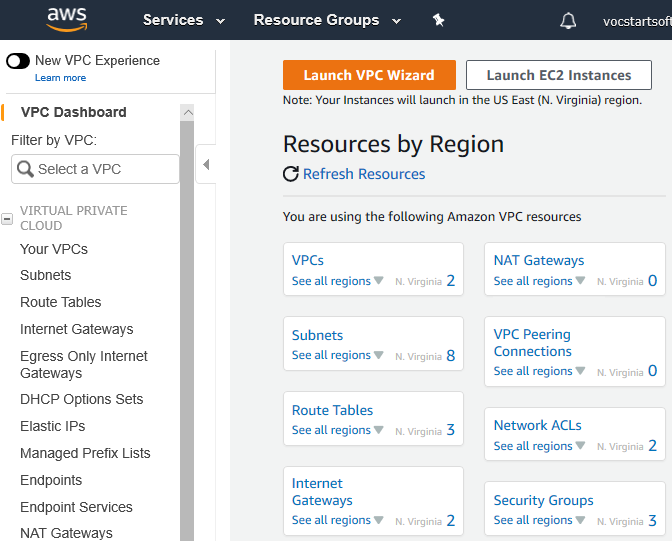 aws
Services
Resource Groups
vocstartsoft
New VPC Experience
Learn more
VPC Dashboard
Filter by VPC:
Select a VPC
VIRTUAL PRIVATE
CLOUD
Your VPCs
Subnets
Route Tables
Internet Gateways
Egress Only Internet
Gateways
DHCP Options Sets
Elastic IPs
Managed Prefix Lists
Endpoints
Endpoint Services
NAT Gateways
Launch VPC Wizard
Launch EC2 Instances
Note: Your Instances will launch in the US East (N. Virginia) region.
Resources by Region
Refresh Resources
You are using the following Amazon VPC resources
VPCs
See all regions N. Virginia 2
NAT Gateways
See all regions N. Virginia 0
Subnets
See all regions N. Virginia 8
VPC Peering
Connections
See all regions N. Virginia 0
Route Tables
See all regions N. Virginia 3
Network ACLs
See all regions N. Virginia 2
Internet
Gateways
See all regions N. Virginia 2
Security Groups
See all regions N. Virginia 3